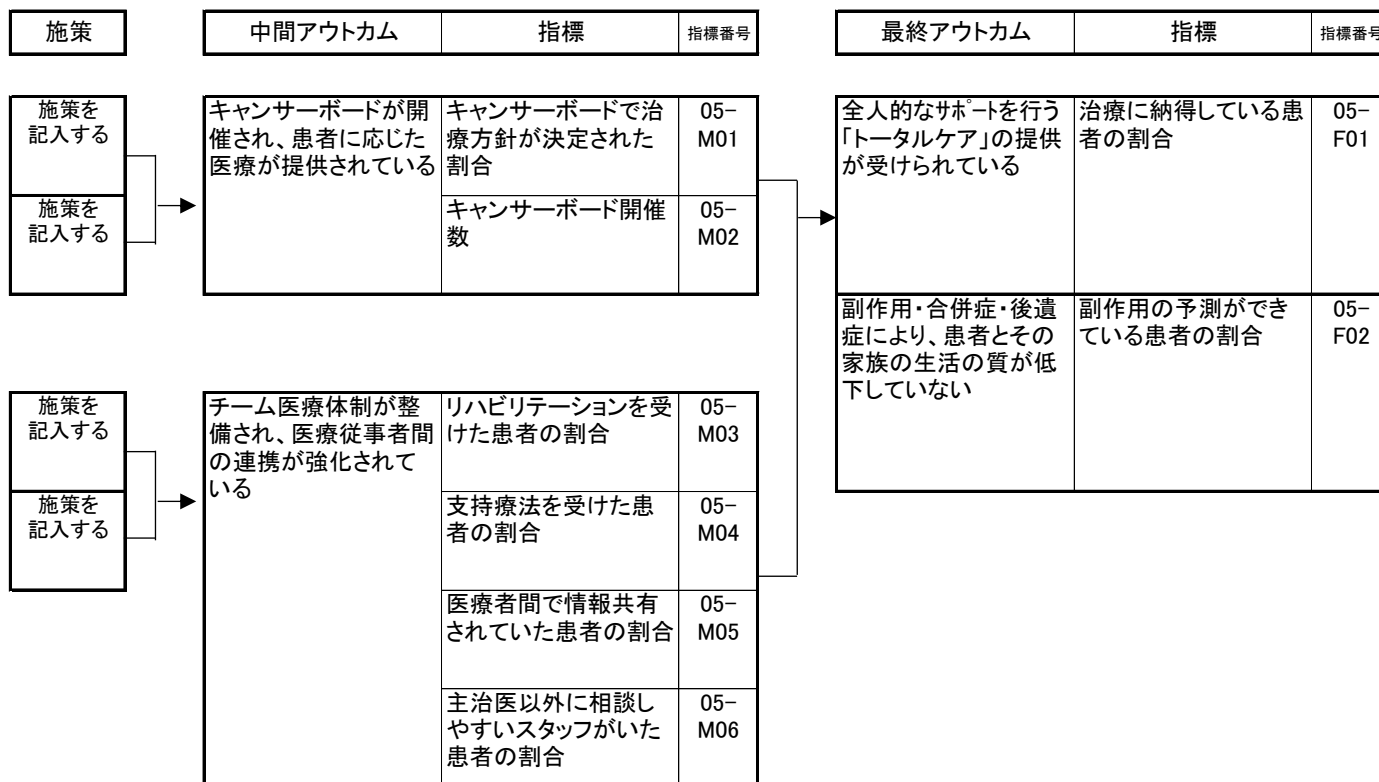 施策
中間アウトカム
指標
指標番号
最終アウトカム
指標
指標番号
施策を
記入する
施策を
記入する
キャンサーボードが開
催され、患者に応じた
医療が提供されている
キャンサーボードで治
療方針が決定された
割合
05-
M01
キャンサーボード開催
数
05-
M02
全人的なｻﾎﾟｰﾄを行う
「トータルケア」の提供
が受けられている
治療に納得している患
者の割合
05-
F01
副作用・合併症・後遺
症により、患者とその
家族の生活の質が低
下していない
副作用の予測ができ
ている患者の割合
05-
F02
施策を
記入する
施策を
記入する
チーム医療体制が整
備され、医療従事者間
の連携が強化されて
いる
リハビリテーションを受
けた患者の割合
05-
M03
支持療法を受けた患
者の割合
05-
M04
医療者間で情報共有
されていた患者の割合
05-
M05
主治医以外に相談し
やすいスタッフがいた
患者の割合
05-
M06